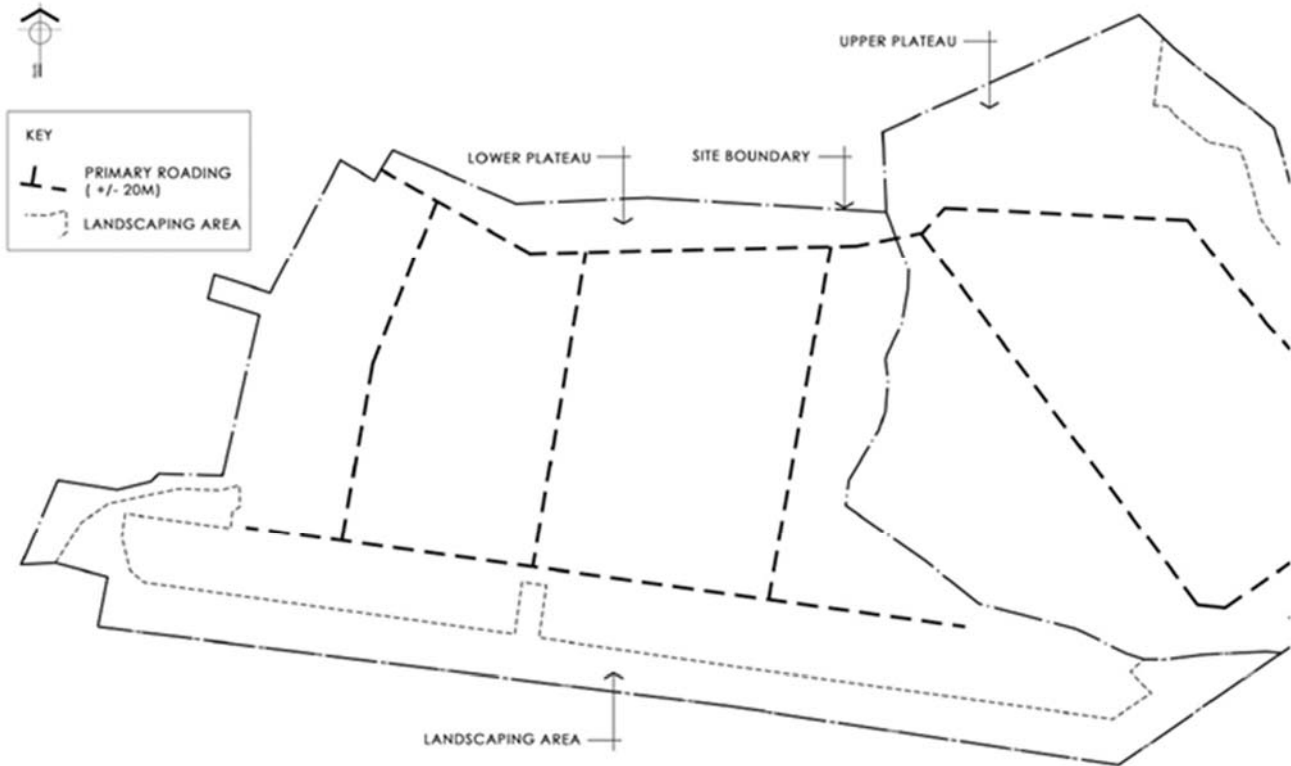 UPPER PLATEAU
KEY
PRIMARY ROADING
( +/- 20M)
LANDSCAPING AREA
LOWER PLATEAU
SITE BOUNDARY
LANDSCAPING AREA